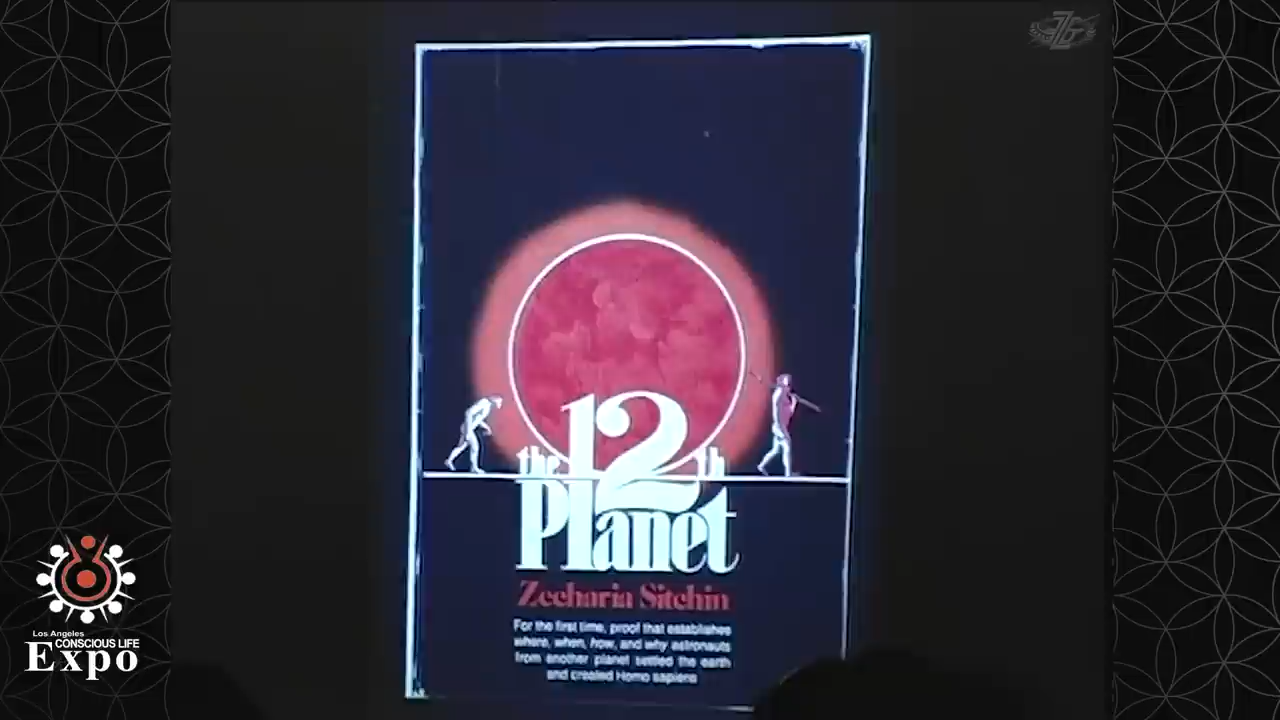 the 12th
Planet
Zecharia Sitchin
For the first time, proof that establishes
where, when, how, and why astronauts
from another planet settled the earth
and created Homo sapiens
Los Angeles
CONSCIOUS LIFE
Expo
ZG